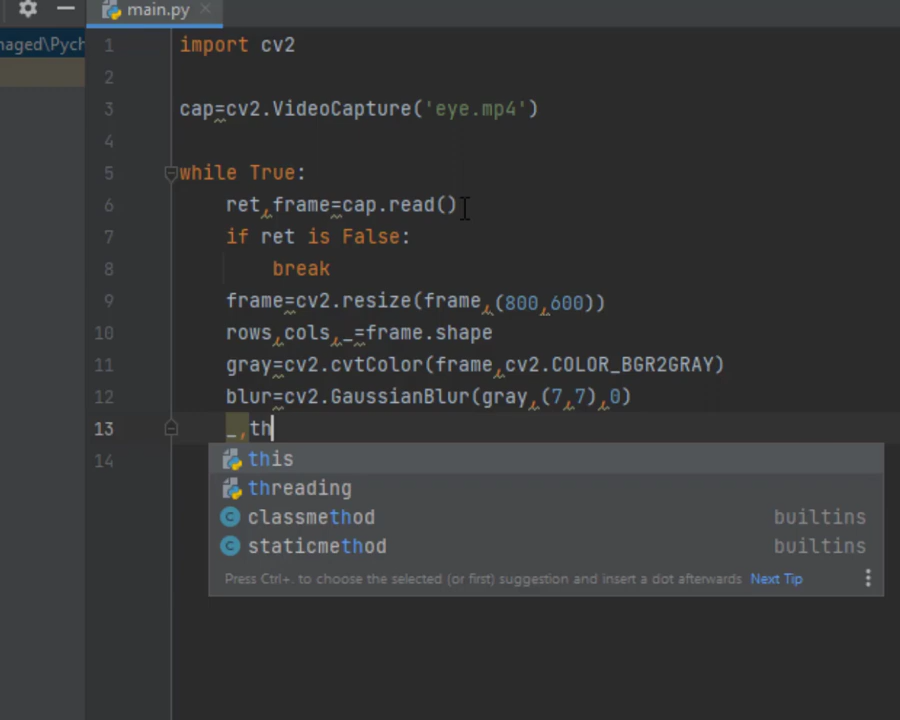 main.py
naged\Pych
1 import cv2
2
3 cap=cv2.VideoCapture('eye.mp4')
4
5 while True:
6 ret,frame=cap.read()
7 if ret is False:
8 break
9 frame=cv2.resize(frame,(800,600))
10 rows,cols,_=frame.shape
11 gray=cv2.cvtColor(frame,cv2.COLOR_BGR2GRAY)
12 blur=cv2.GaussianBlur(gray,(7,7),0)
13 _,th
14
this
threading
classmethod builtins
staticmethod builtins
Press Ctrl+. to choose the selected (or first) suggestion and insert a dot afterwards Next Tip